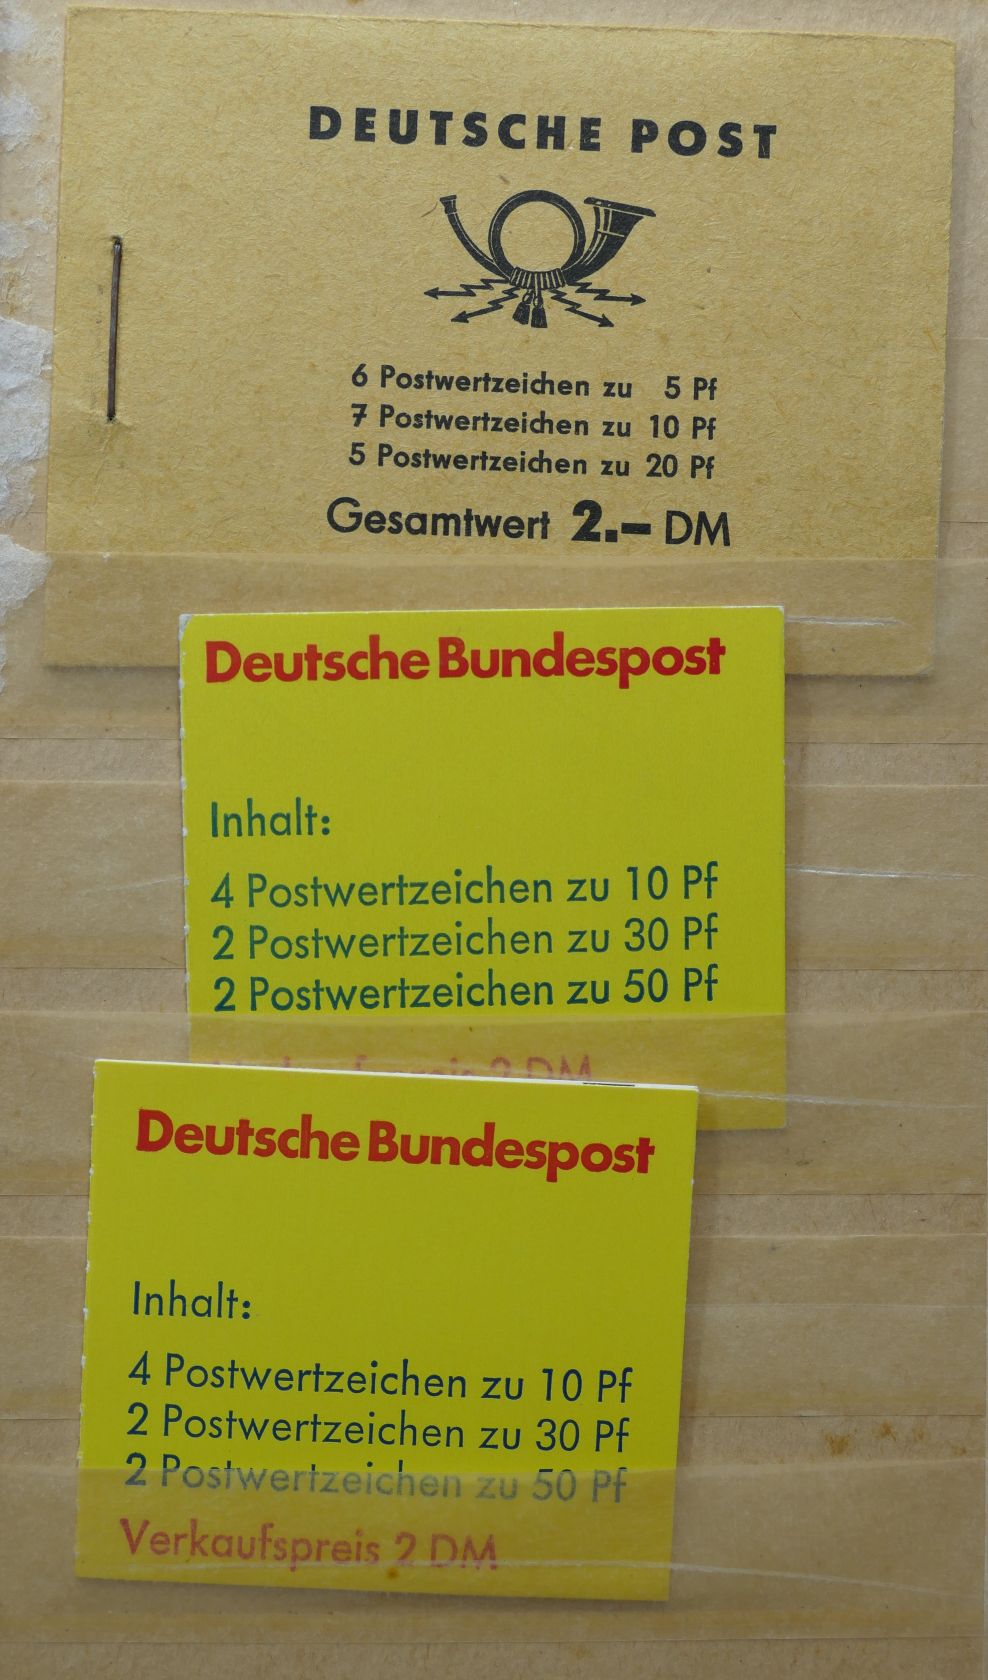 DEUTSCHE POST
6 Postwertzeichen zu 5 Pf
7 Postwertzeichen zu 10 Pf
5 Postwertzeichen zu 20 Pf
Gesamtwert 2.– DM
Deutsche Bundespost
Inhalt:
4 Postwertzeichen zu 10 Pf
2 Postwertzeichen zu 30 Pf
2 Postwertzeichen zu 50 Pf
Verkaufspreis 2 DM
Deutsche Bundespost
Inhalt:
4 Postwertzeichen zu 10 Pf
2 Postwertzeichen zu 30 Pf
2 Postwertzeichen zu 50 Pf
Verkaufspreis 2 DM